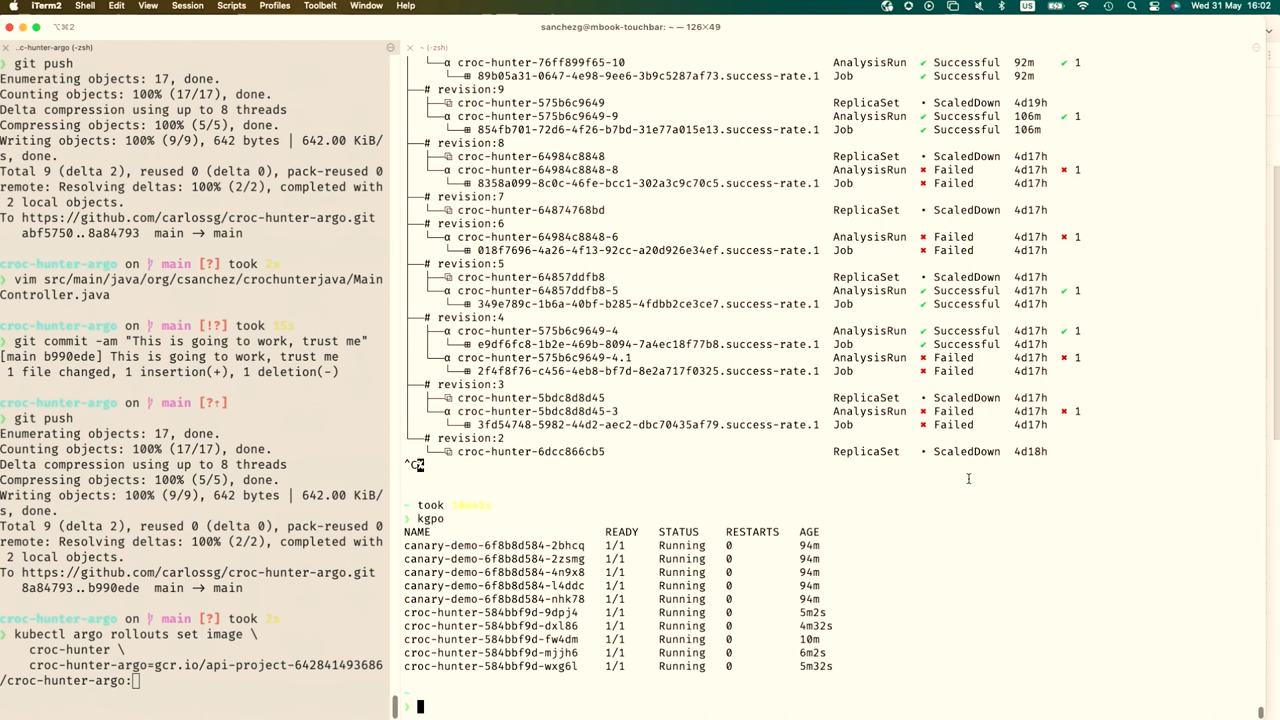 iTerm2 Shell Edit View Session Scripts Profiles Toolbelt Window Help US Wed 31 May 16:02
⌥⌘2 sanchezg@mbook-touchbar: ~ — 126×49
..c-hunter-argo (-zsh)
❯ git push
Enumerating objects: 17, done.
Counting objects: 100% (17/17), done.
Delta compression using up to 8 threads
Compressing objects: 100% (5/5), done.
Writing objects: 100% (9/9), 642 bytes | 642.00 KiB/
s, done.
Total 9 (delta 2), reused 0 (delta 0), pack-reused 0
remote: Resolving deltas: 100% (2/2), completed with
2 local objects.
To https://github.com/carlossg/croc-hunter-argo.git
abf5750..8a84793 main -> main
croc-hunter-argo on main [?] took 2s
❯ vim src/main/java/org/csanchez/crochunterjava/Main
Controller.java
croc-hunter-argo on main [!?] took 15s
❯ git commit -am "This is going to work, trust me"
[main b990ede] This is going to work, trust me
1 file changed, 1 insertion(+), 1 deletion(-)
croc-hunter-argo on main [?⇡]
❯ git push
Enumerating objects: 17, done.
Counting objects: 100% (17/17), done.
Delta compression using up to 8 threads
Compressing objects: 100% (5/5), done.
Writing objects: 100% (9/9), 642 bytes | 642.00 KiB/
s, done.
Total 9 (delta 2), reused 0 (delta 0), pack-reused 0
remote: Resolving deltas: 100% (2/2), completed with
2 local objects.
To https://github.com/carlossg/croc-hunter-argo.git
8a84793..b990ede main -> main
croc-hunter-argo on main [?] took 2s
❯ kubectl argo rollouts set image \
croc-hunter \
croc-hunter-argo=gcr.io/api-project-642841493686
/croc-hunter-argo:
~ (-zsh)
α croc-hunter-76ff899f65-10 AnalysisRun ✔ Successful 92m ✔ 1
⊞ 89b05a31-0647-4e98-9ee6-3b9c5287af73.success-rate.1 Job ✔ Successful 92m
# revision:9
⧉ croc-hunter-575b6c9649 ReplicaSet • ScaledDown 4d19h
α croc-hunter-575b6c9649-9 AnalysisRun ✔ Successful 106m ✔ 1
⊞ 854fb701-72d6-4f26-b7bd-31e77a015e13.success-rate.1 Job ✔ Successful 106m
# revision:8
⧉ croc-hunter-64984c8848 ReplicaSet • ScaledDown 4d17h
α croc-hunter-64984c8848-8 AnalysisRun ✖ Failed 4d17h ✖ 1
⊞ 8358a099-8c0c-46fe-bcc1-302a3c9c70c5.success-rate.1 Job ✖ Failed 4d17h
# revision:7
⧉ croc-hunter-64874768bd ReplicaSet • ScaledDown 4d17h
# revision:6
α croc-hunter-64984c8848-6 AnalysisRun ✖ Failed 4d17h ✖ 1
⊞ 018f7696-4a26-4f13-92cc-a20d926e34ef.success-rate.1 Job ✖ Failed 4d17h
# revision:5
⧉ croc-hunter-64857ddfb8 ReplicaSet • ScaledDown 4d17h
α croc-hunter-64857ddfb8-5 AnalysisRun ✔ Successful 4d17h ✔ 1
⊞ 349e789c-1b6a-40bf-b285-4fdbb2ce3ce7.success-rate.1 Job ✔ Successful 4d17h
# revision:4
α croc-hunter-575b6c9649-4 AnalysisRun ✔ Successful 4d17h ✔ 1
⊞ e9df6fc8-1b2e-469b-8094-7a4ec18f77b8.success-rate.1 Job ✔ Successful 4d17h
α croc-hunter-575b6c9649-4.1 AnalysisRun ✖ Failed 4d17h ✖ 1
⊞ 2f4f8f76-c456-4eb8-bf7d-8e2a717f0325.success-rate.1 Job ✖ Failed 4d17h
# revision:3
⧉ croc-hunter-5bdc8d8d45 ReplicaSet • ScaledDown 4d17h
α croc-hunter-5bdc8d8d45-3 AnalysisRun ✖ Failed 4d17h ✖ 1
⊞ 3fd54748-5982-44d2-aec2-dbc70435af79.success-rate.1 Job ✖ Failed 4d17h
# revision:2
⧉ croc-hunter-6dcc866cb5 ReplicaSet • ScaledDown 4d18h
^C
~ took
❯ kgpo
NAME READY STATUS RESTARTS AGE
canary-demo-6f8b8d584-2bhcq 1/1 Running 0 94m
canary-demo-6f8b8d584-2zsmg 1/1 Running 0 94m
canary-demo-6f8b8d584-4n9x8 1/1 Running 0 94m
canary-demo-6f8b8d584-l4ddc 1/1 Running 0 94m
canary-demo-6f8b8d584-nhk78 1/1 Running 0 94m
croc-hunter-584bbf9d-9dpj4 1/1 Running 0 5m2s
croc-hunter-584bbf9d-dxl86 1/1 Running 0 4m32s
croc-hunter-584bbf9d-fw4dm 1/1 Running 0 10m
croc-hunter-584bbf9d-mjjh6 1/1 Running 0 6m2s
croc-hunter-584bbf9d-wxg6l 1/1 Running 0 5m32s
~
❯